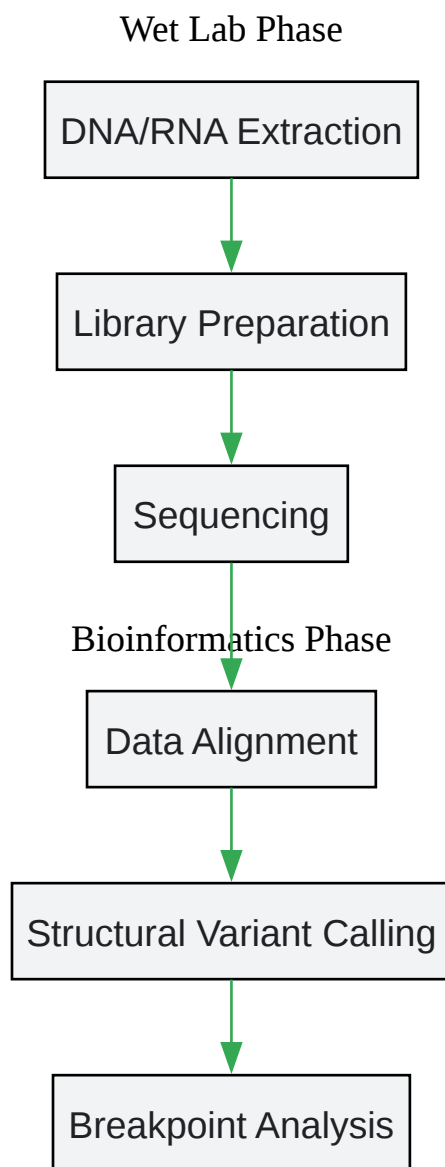 Wet Lab Phase
DNA/RNA Extraction
Library Preparation
Sequencing
Bioinformatics Phase
Data Alignment
Structural Variant Calling
Breakpoint Analysis